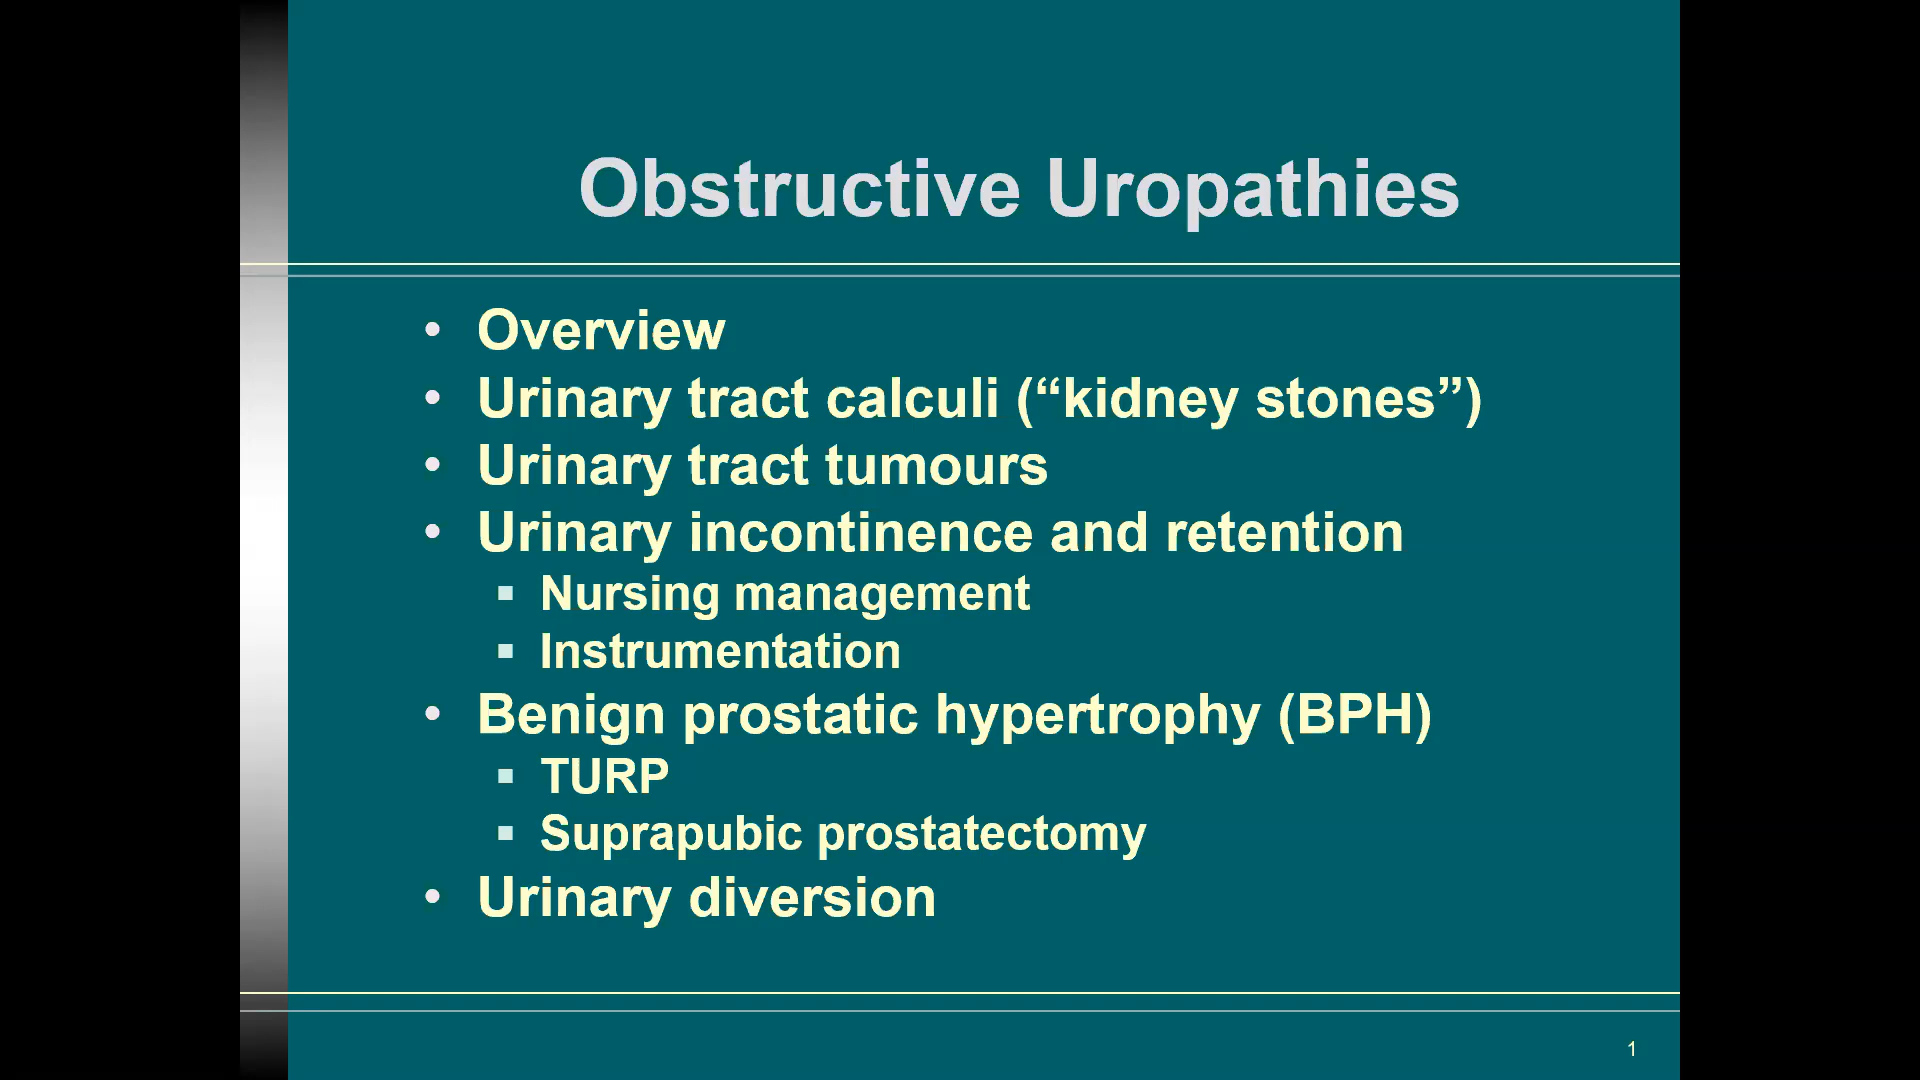 Obstructive Uropathies
• Overview
• Urinary tract calculi (“kidney stones”)
• Urinary tract tumours
• Urinary incontinence and retention
▪ Nursing management
▪ Instrumentation
• Benign prostatic hypertrophy (BPH)
▪ TURP
▪ Suprapubic prostatectomy
• Urinary diversion
1